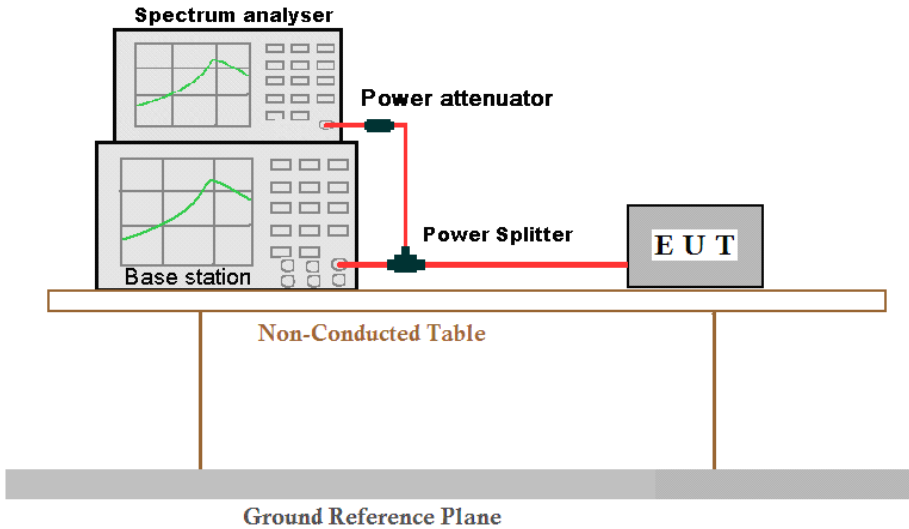 Spectrum analyser
Power attenuator
Power Splitter
E U T
Base station
Non-Conducted Table
Ground Reference Plane